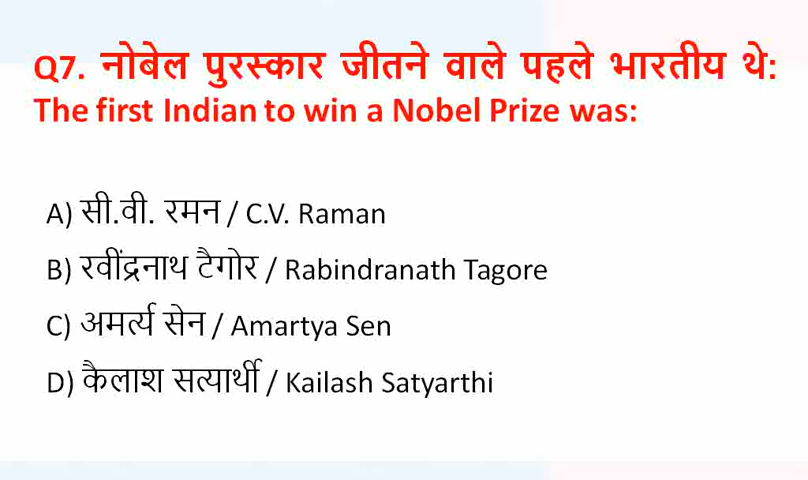 Q7. नोबेल पुरस्कार जीतने वाले पहले भारतीय थे:
The first Indian to win a Nobel Prize was:
A) सी.वी. रमन / C.V. Raman
B) रवींद्रनाथ टैगोर / Rabindranath Tagore
C) अमर्त्य सेन / Amartya Sen
D) कैलाश सत्यार्थी / Kailash Satyarthi